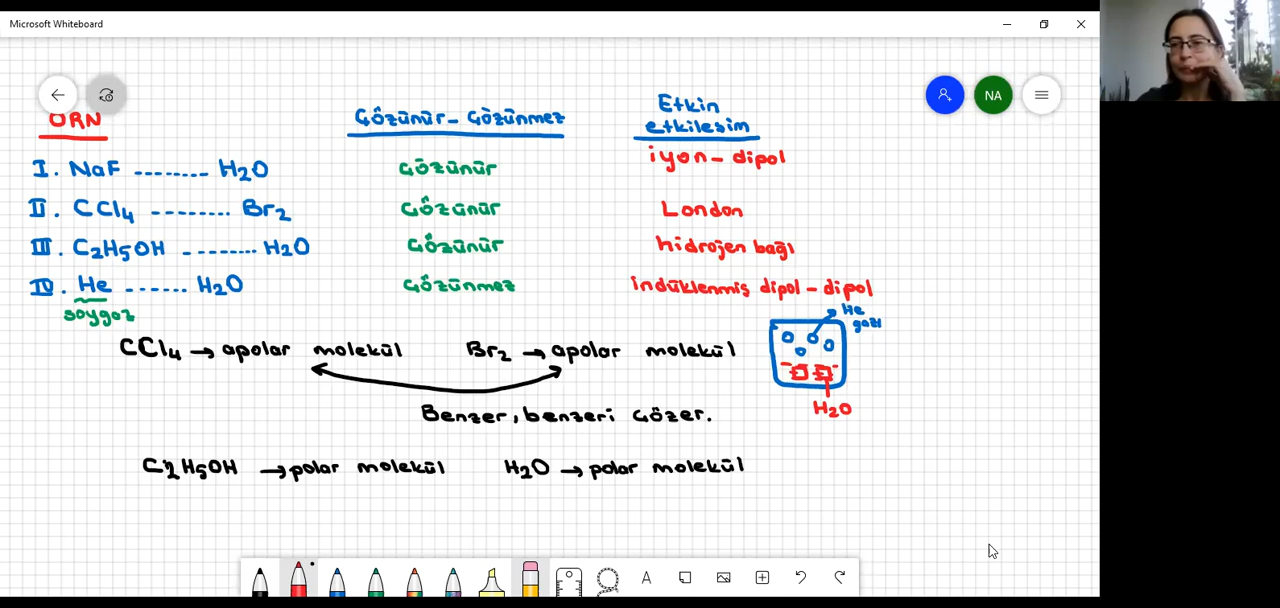 Microsoft Whiteboard
NA
ÖRN
Çözünür - Çözünmez
Etkin
etkileşim
I. NaF -------- H2O
Çözünür
iyon - dipol
II. CCl4 -------- Br2
Çözünür
London
III. C2H5OH -------- H2O
Çözünür
hidrojen bağı
IV. He ------ H2O
Çözünmez
indüklenmiş dipol - dipol
soygaz
He
gazı
CCl4 → apolar molekül
Br2 → apolar molekül
H2O
Benzer, benzeri çözer.
C2H5OH → polar molekül
H2O → polar molekül
A